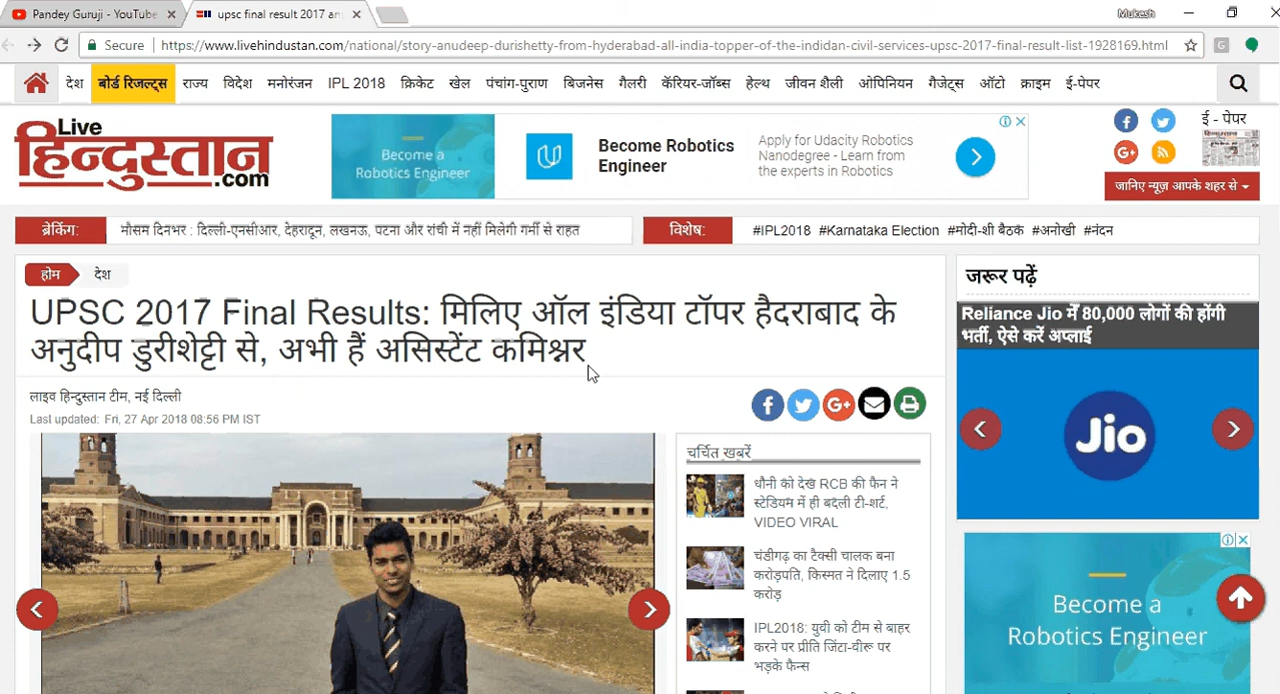 Pandey Guruji - YouTube
upsc final result 2017 an
Mukesh
Secure
https://www.livehindustan.com/national/story-anudeep-durishetty-from-hyderabad-all-india-topper-of-the-indidan-civil-services-upsc-2017-final-result-list-1928169.html
देश बोर्ड रिजल्ट्स राज्य विदेश मनोरंजन IPL 2018 क्रिकेट खेल पंचांग-पुराण बिजनेस गैलरी कॅरियर-जॉब्स हेल्थ जीवन शैली ओपिनियन गैजेट्स ऑटो क्राइम ई-पेपर
Live
हिन्दुस्तान
.com
Become a
Robotics Engineer
Become Robotics
Engineer
Apply for Udacity Robotics
Nanodegree - Learn from
the experts in Robotics
ई - पेपर
जानिए न्यूज़ आपके शहर से
ब्रेकिंग:
मौसम दिनभर : दिल्ली-एनसीआर, देहरादून, लखनऊ, पटना और रांची में नहीं मिलेगी गर्मी से राहत
विशेष:
#IPL2018 #Karnataka Election #मोदी-शी बैठक #अनोखी #नंदन
होम
देश
UPSC 2017 Final Results: मिलिए ऑल इंडिया टॉपर हैदराबाद के
अनुदीप डुरीशेट्टी से, अभी हैं असिस्टेंट कमिश्नर
लाइव हिन्दुस्तान टीम, नई दिल्ली
Last updated: Fri, 27 Apr 2018 08:56 PM IST
चर्चित खबरें
धौनी को देख RCB की फैन ने
स्टेडियम में ही बदली टी-शर्ट,
VIDEO VIRAL
चंडीगढ़ का टैक्सी चालक बना
करोड़पति, किस्मत ने दिलाए 1.5
करोड़
IPL2018: युवी को टीम से बाहर
करने पर प्रीति जिंटा-वीरू पर
भड़के फैन्स
जरूर पढ़ें
Reliance Jio में 80,000 लोगों की होंगी
भर्ती, ऐसे करें अप्लाई
Jio
Become a
Robotics Engineer